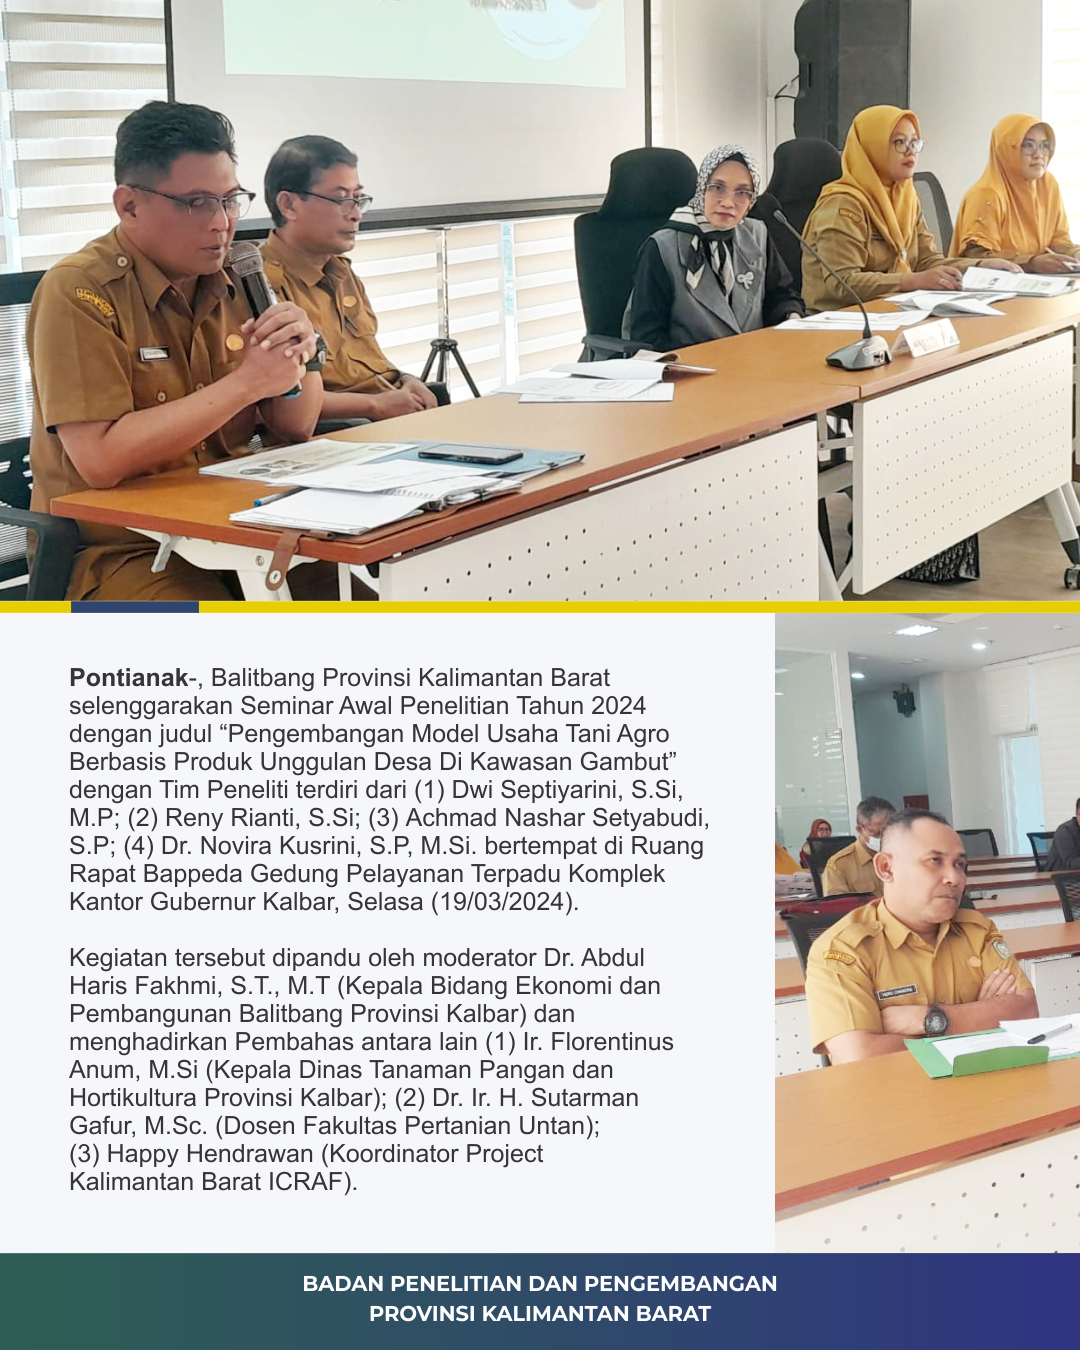 Pontianak-, Balitbang Provinsi Kalimantan Barat
selenggarakan Seminar Awal Penelitian Tahun 2024
dengan judul “Pengembangan Model Usaha Tani Agro
Berbasis Produk Unggulan Desa Di Kawasan Gambut”
dengan Tim Peneliti terdiri dari (1) Dwi Septiyarini, S.Si,
M.P; (2) Reny Rianti, S.Si; (3) Achmad Nashar Setyabudi,
S.P; (4) Dr. Novira Kusrini, S.P, M.Si. bertempat di Ruang
Rapat Bappeda Gedung Pelayanan Terpadu Komplek
Kantor Gubernur Kalbar, Selasa (19/03/2024).
Kegiatan tersebut dipandu oleh moderator Dr. Abdul
Haris Fakhmi, S.T., M.T (Kepala Bidang Ekonomi dan
Pembangunan Balitbang Provinsi Kalbar) dan
menghadirkan Pembahas antara lain (1) Ir. Florentinus
Anum, M.Si (Kepala Dinas Tanaman Pangan dan
Hortikultura Provinsi Kalbar); (2) Dr. Ir. H. Sutarman
Gafur, M.Sc. (Dosen Fakultas Pertanian Untan);
(3) Happy Hendrawan (Koordinator Project
Kalimantan Barat ICRAF).
BADAN PENELITIAN DAN PENGEMBANGAN
PROVINSI KALIMANTAN BARAT